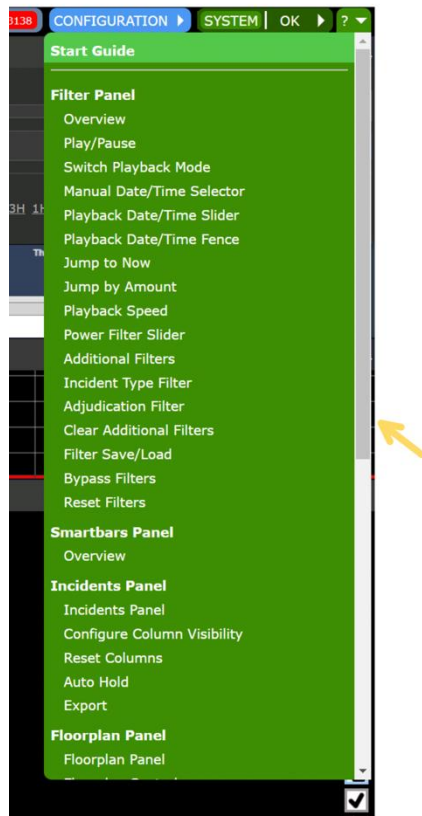 3138 CONFIGURATION SYSTEM OK ?
Start Guide
Filter Panel
Overview
Play/Pause
Switch Playback Mode
Manual Date/Time Selector
3H 1H
Playback Date/Time Slider
Playback Date/Time Fence
Th
Jump to Now
Jump by Amount
Playback Speed
Power Filter Slider
Additional Filters
Incident Type Filter
Adjudication Filter
Clear Additional Filters
Filter Save/Load
Bypass Filters
Reset Filters
Smartbars Panel
Overview
Incidents Panel
Incidents Panel
Configure Column Visibility
Reset Columns
Auto Hold
Export
Floorplan Panel
Floorplan Panel